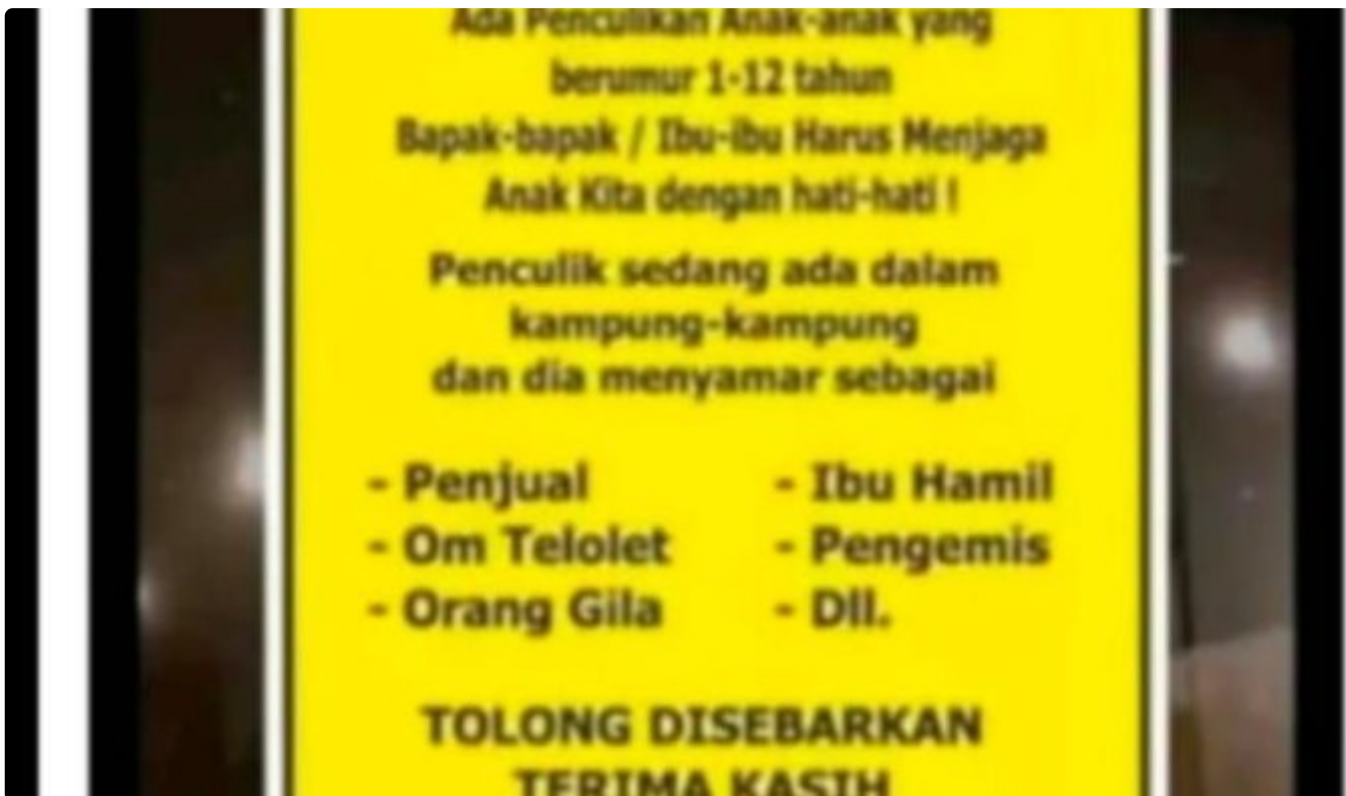 Ada Penculikan Anak-anak yang
berumur 1-12 tahun
Bapak-bapak / Ibu-ibu Harus Menjaga
Anak Kita dengan hati-hati !
Penculik sedang ada dalam
kampung-kampung
dan dia menyamar sebagai
- Penjual - Ibu Hamil
- Om Telolet - Pengemis
- Orang Gila - Dll.
TOLONG DISEBARKAN
TERIMA KASIH